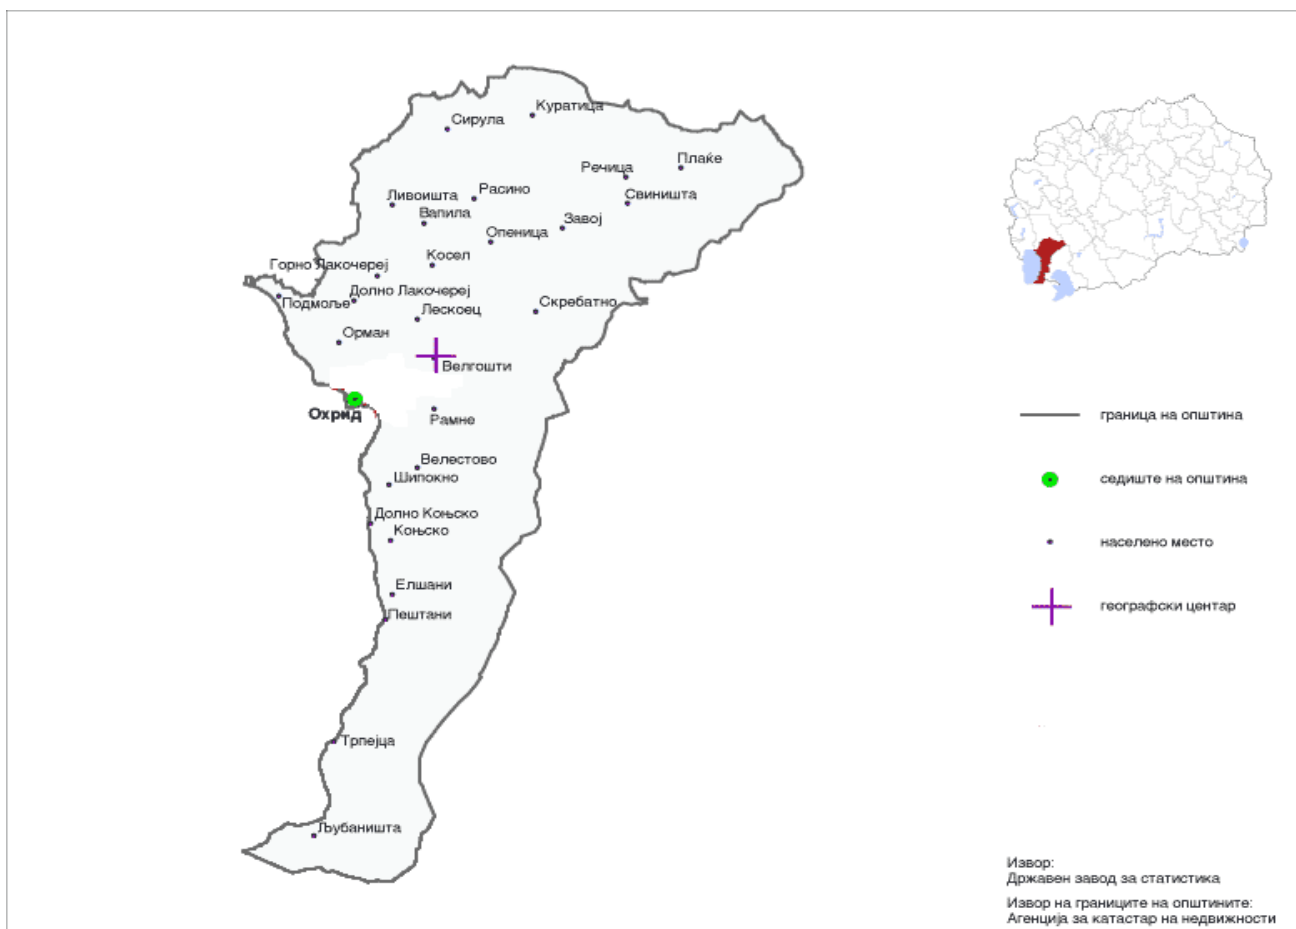 Куратица
Сирула
Плаќе
Речица
Расино
Свиништа
Ливоишта
Вапила
Завој
Опеница
Косел
Горно Лакочереј
Долно Лакочереј
Подмоље
Скребатно
Лескоец
Орман
Велгошти
Охрид
Рамне
Велестово
Шипокно
Долно Коњско
Коњско
Елшани
Пештани
Трпејца
Љубаништа
граница на општина
седиште на општина
населено место
географски центар
Извор:
Државен завод за статистика
Извор на границите на општините:
Агенција за катастар на недвижности